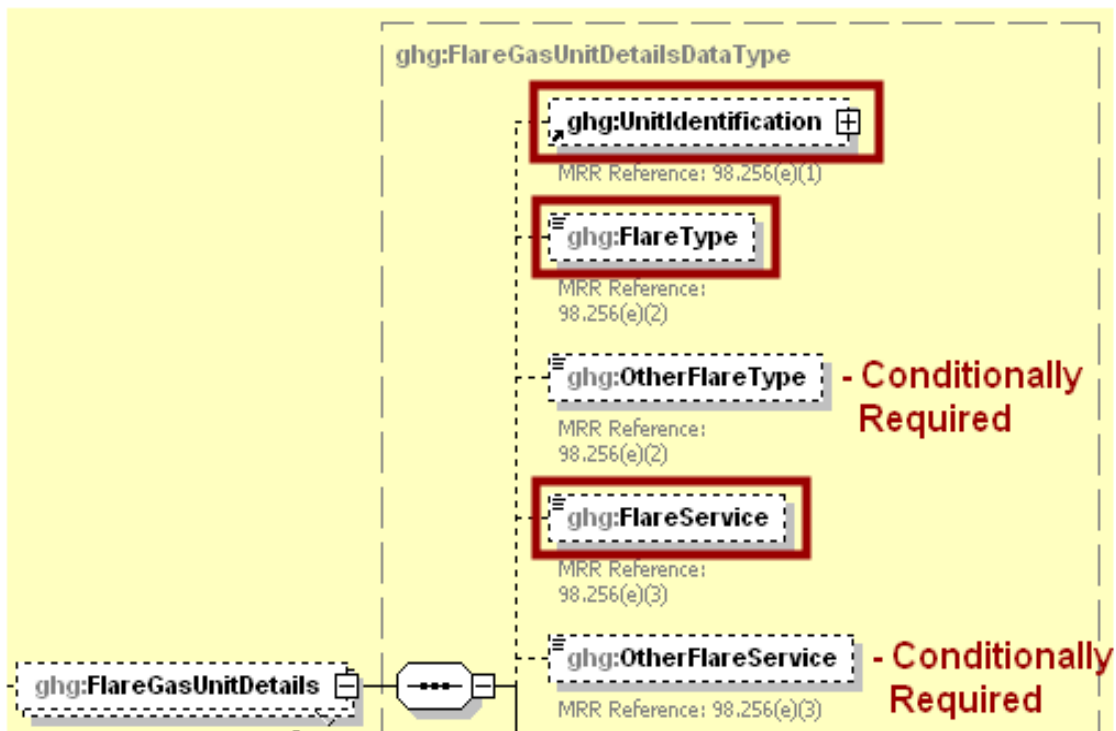 ghg:FlareGasUnitDetailsDataType
ghg:UnitIdentification
MRR Reference: 98.256(e)(1)
ghg:FlareType
MRR Reference:
98.256(e)(2)
ghg:OtherFlareType
- Conditionally
Required
MRR Reference:
98.256(e)(2)
ghg:FlareService
MRR Reference:
98.256(e)(3)
ghg:OtherFlareService
- Conditionally
Required
MRR Reference: 98.256(e)(3)
ghg:FlareGasUnitDetails